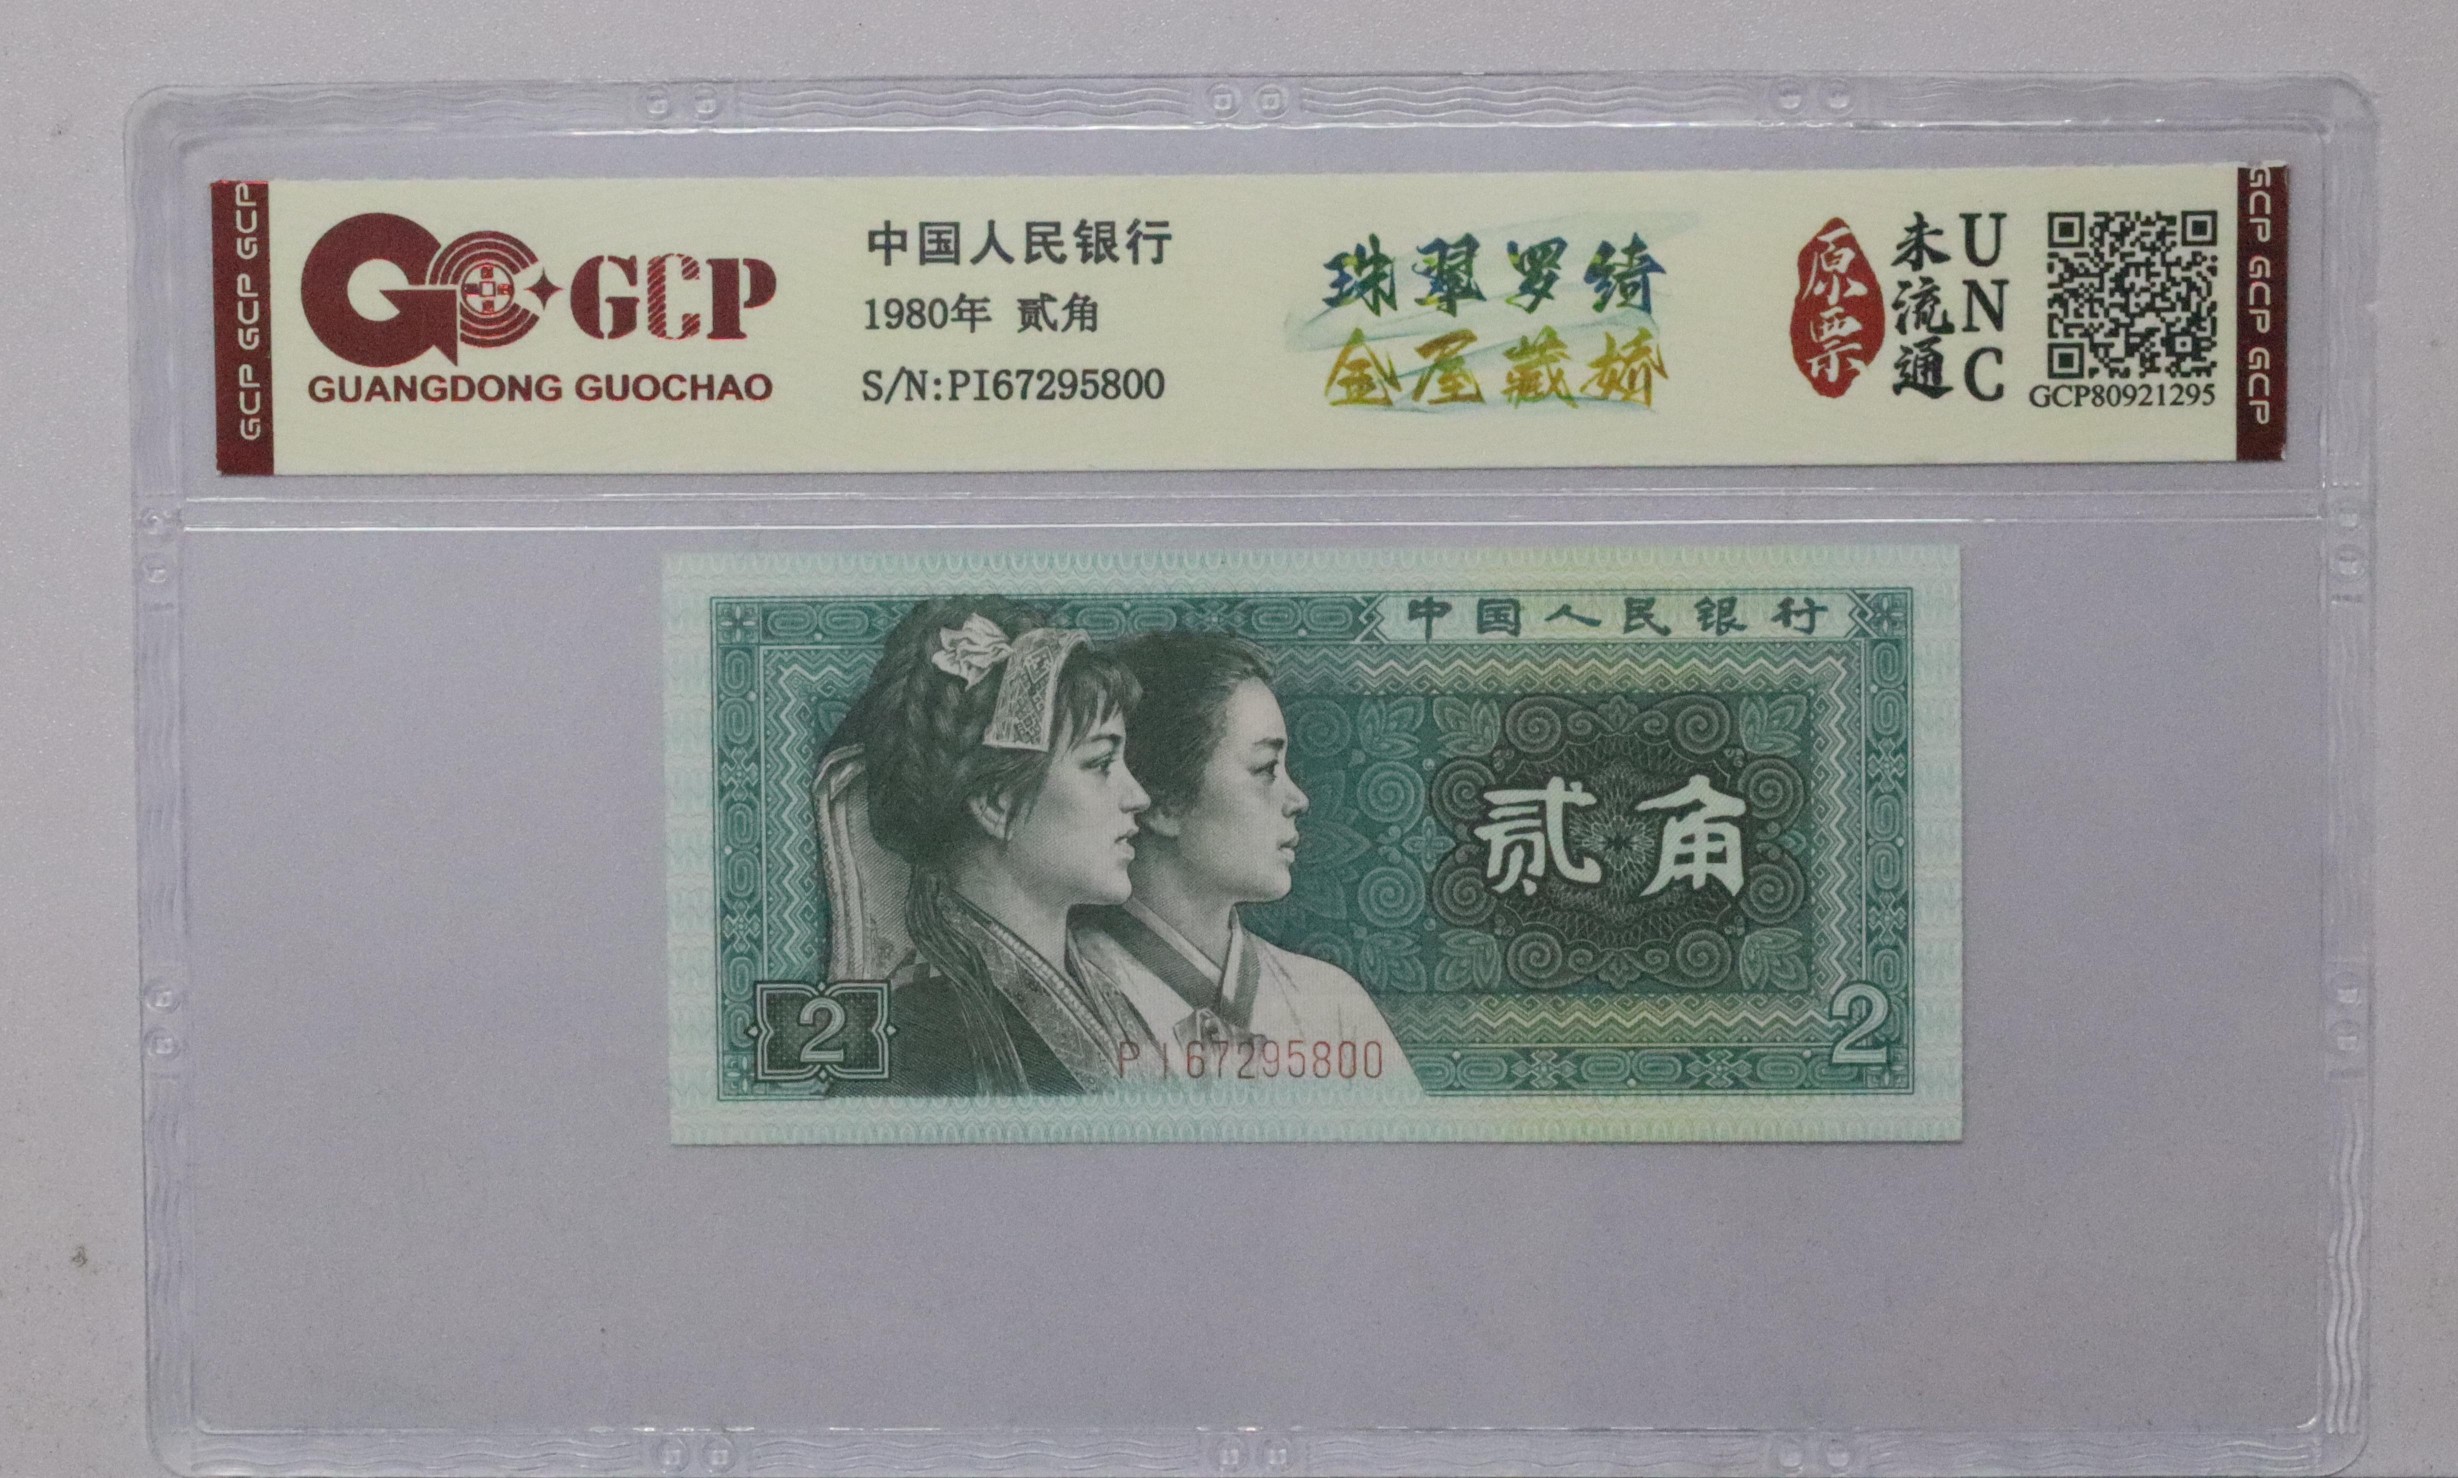 GCP GCP GCP
GCP
GUANGDONG GUOCHAO
中国人民银行
1980年 贰角
S/N:PI67295800
珠翠罗绮
金屋藏娇
原票
未流通
UNC
GCP80921295
GCP GCP GCP
中国人民银行
贰角
2
2
PI67295800